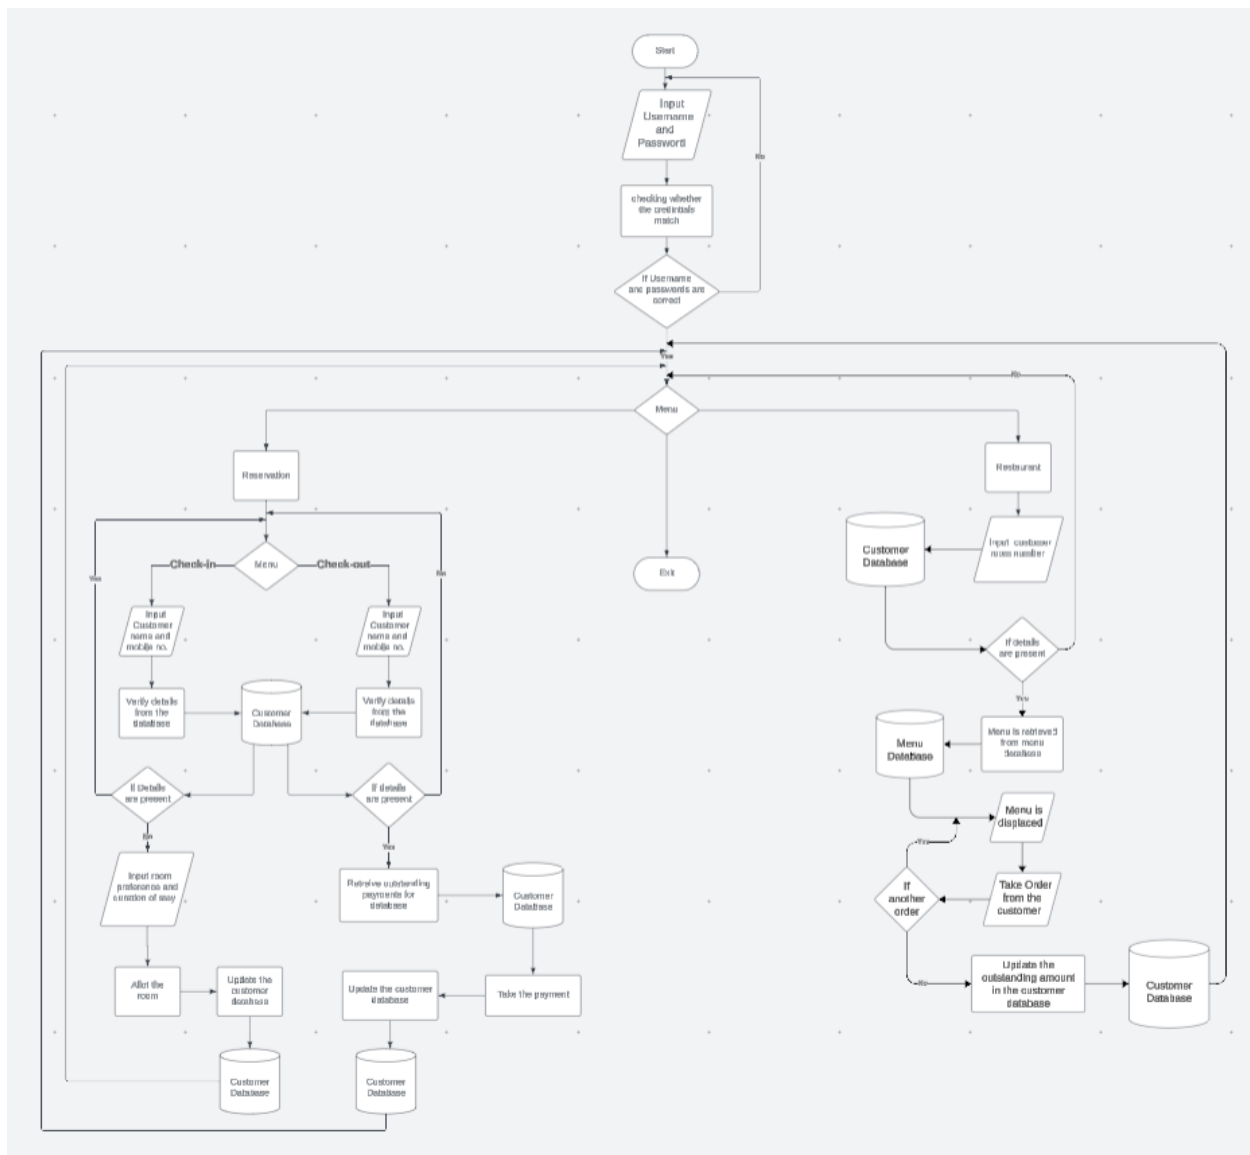 Start
Input
Username
and
Password
No
checking whether
the credintials
match
If Username
and passwords are
correct
Yes
No
Menu
Reservation
Restaurant
Check-in
Menu
Check-out
Yes
No
Exit
Customer
Database
Input customer
room number
Input
Customer
name and
mobile no.
Input
Customer
name and
mobile no.
If details
are present
Yes
Verify details
from the
database
Customer
Database
Verify details
from the
database
Menu
Database
Menu is retrieved
from menu
database
If Details
are present
If details
are present
Menu is
displaced
No
Yes
Yes
Input room
preference and
duration of stay
Retreive outstanding
payments for
database
Customer
Database
If
another
order
Take Order
from the
customer
No
Allot the
room
Update the
customer
database
Update the customer
database
Take the payment
Update the
outstanding amount
in the customer
database
Customer
Database
Customer
Database
Customer
Database